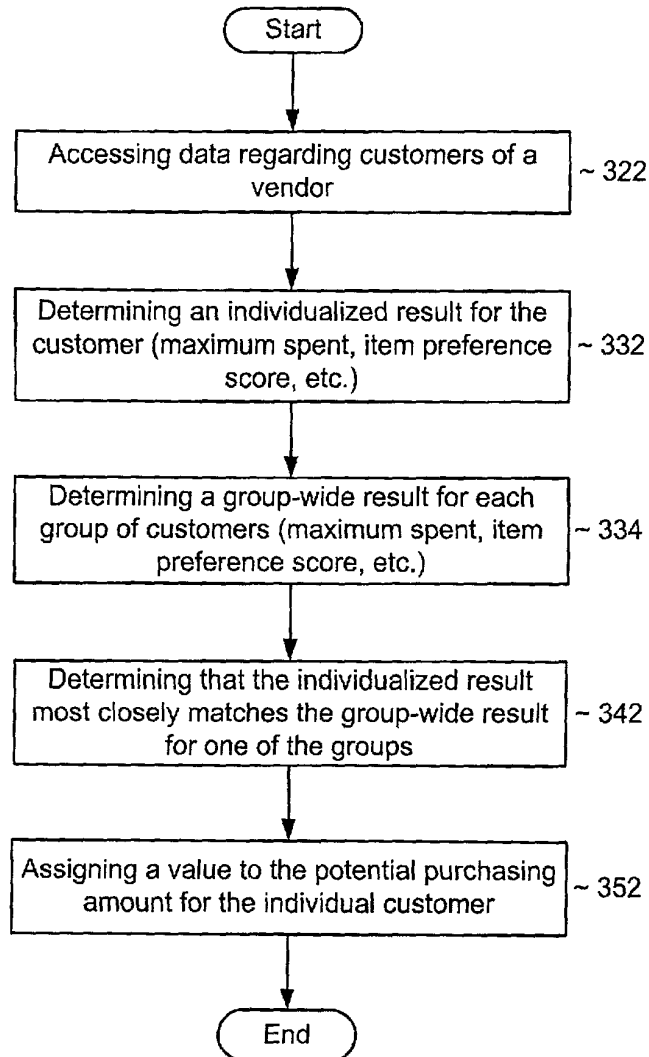 Start
Accessing data regarding customers of a
vendor
~ 322
Determining an individualized result for the
customer (maximum spent, item preference
score, etc.)
~ 332
Determining a group-wide result for each
group of customers (maximum spent, item
preference score, etc.)
~ 334
Determining that the individualized result
most closely matches the group-wide result
for one of the groups
~ 342
Assigning a value to the potential purchasing
amount for the individual customer
~ 352
End